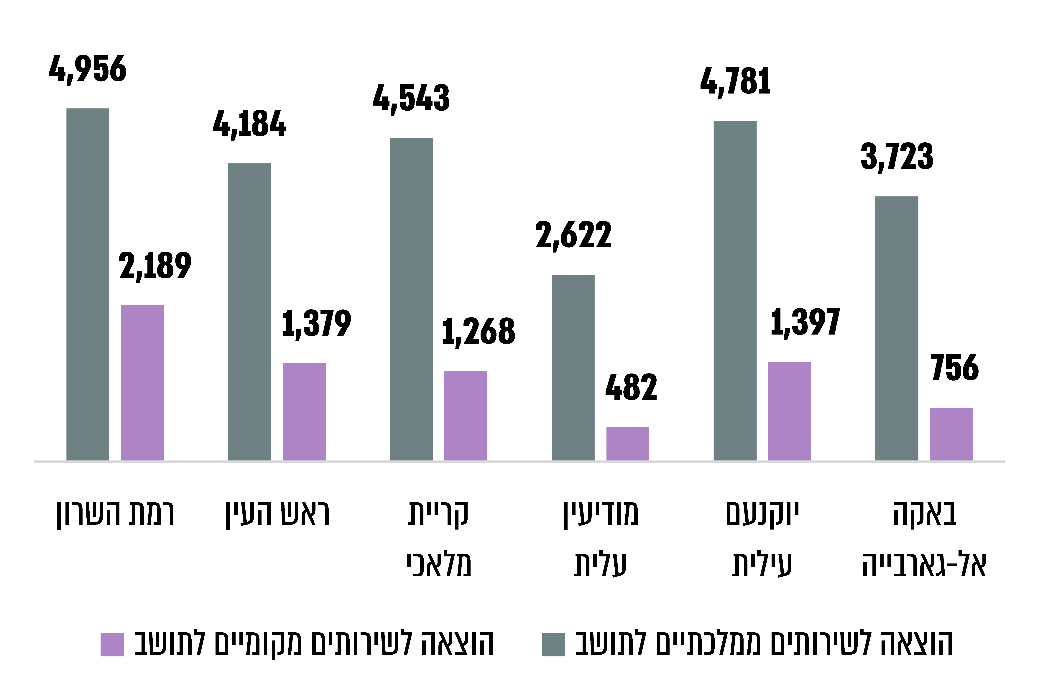 4,956
4,184
4,543
2,622
4,781
3,723
2,189
1,379
1,268
482
1,397
756
רמת השרון
ראש העין
קריית
מלאכי
מודיעין
עלית
יוקנעם
עילית
באקה
אל-גארבייה
הוצאה לשירותים ממלכתיים לתושב
הוצאה לשירותים מקומיים לתושב